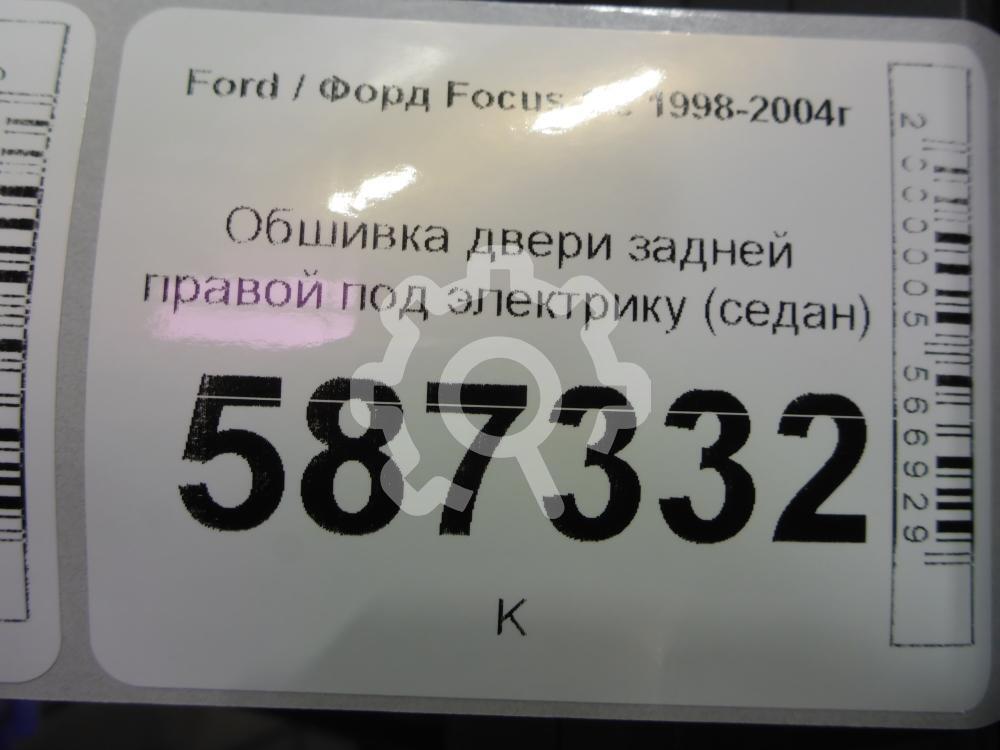 Ford / Форд Focus 1998-2004г
Обшивка двери задней
правой под электрику (седан)
587332
К
2000005566929